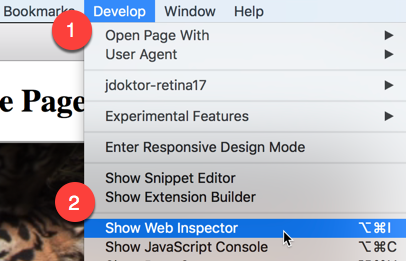 Bookmarks Develop Window Help
1
Open Page With
User Agent
jdoktor-retina17
Experimental Features
e Page
Enter Responsive Design Mode
Show Snippet Editor
Show Extension Builder
2
Show Web Inspector ⌥⌘I
Show JavaScript Console ⌥⌘C